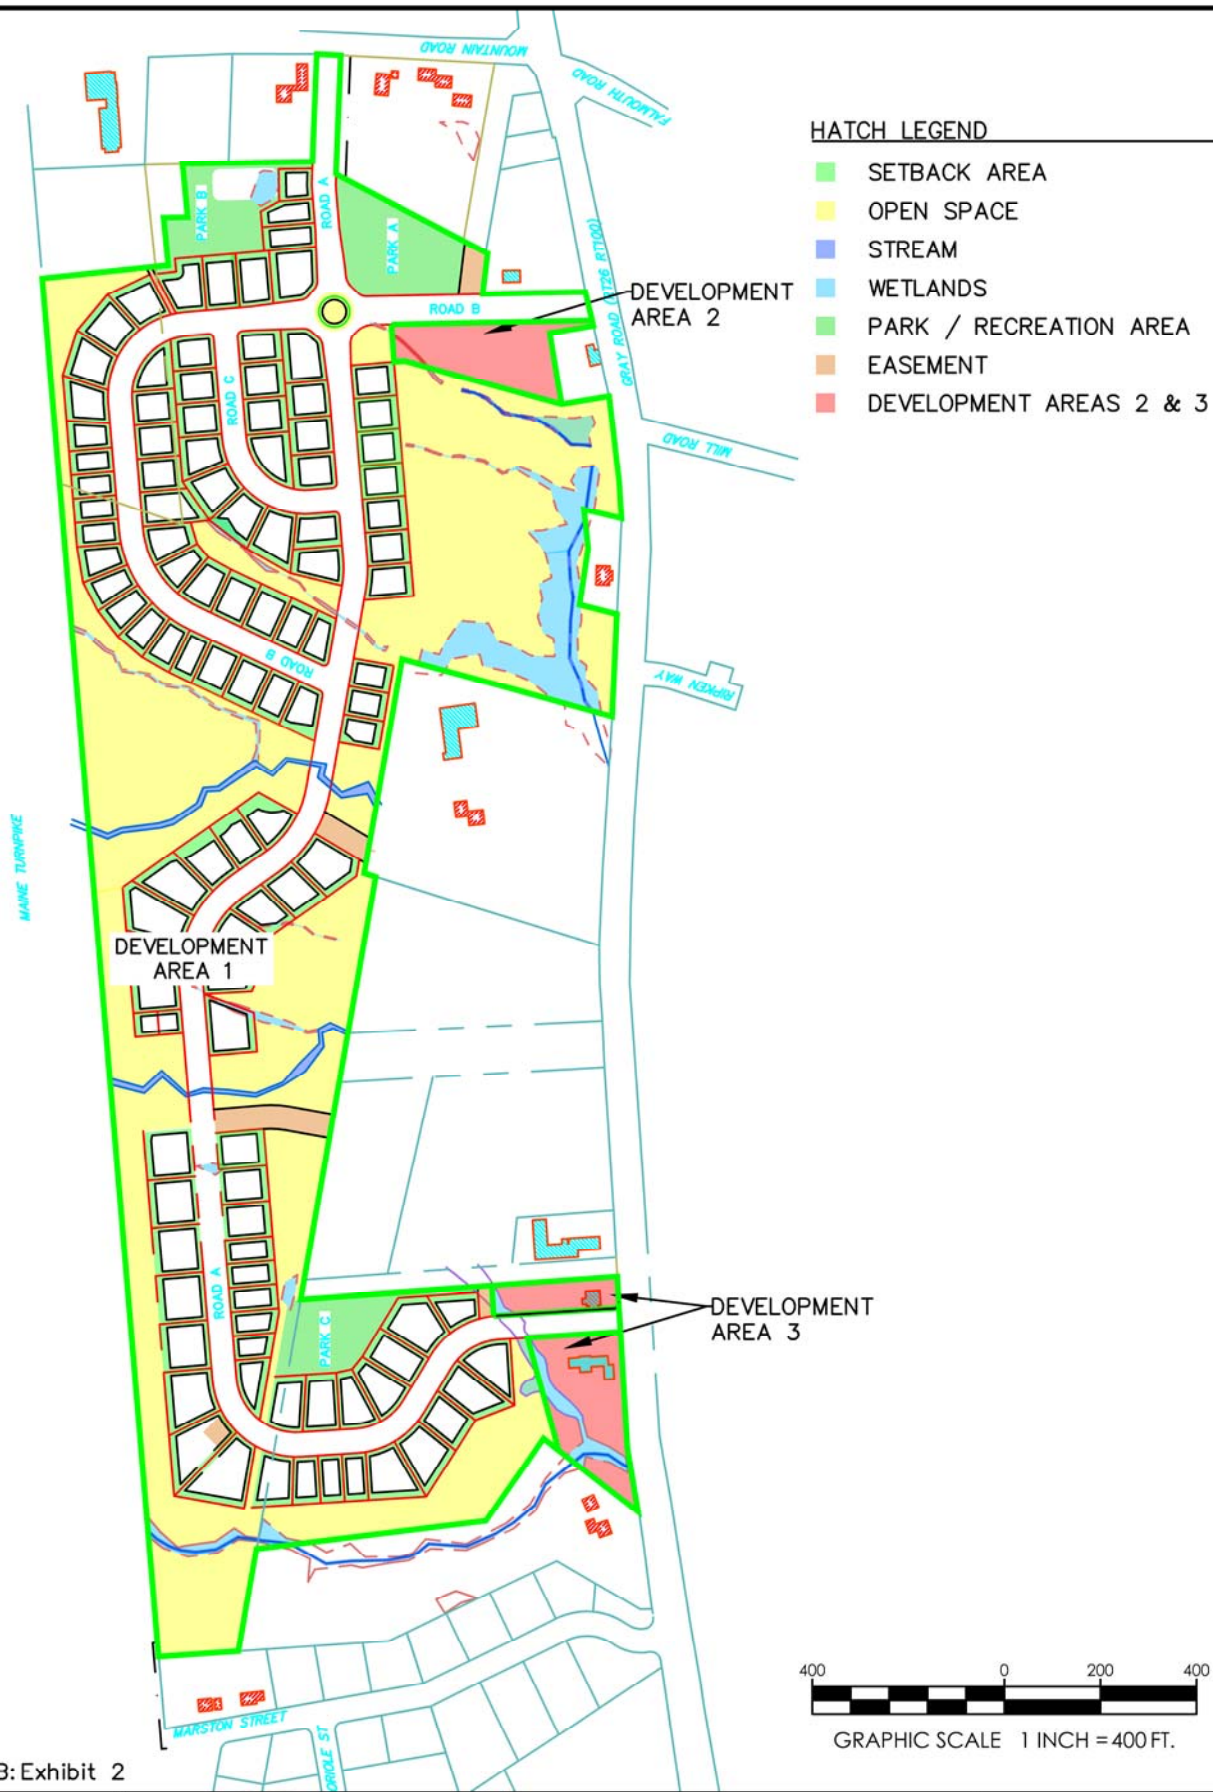 MOUNTAIN ROAD
FALMOUTH ROAD
HATCH LEGEND
SETBACK AREA
OPEN SPACE
STREAM
WETLANDS
PARK / RECREATION AREA
EASEMENT
DEVELOPMENT AREAS 2 & 3
PARK B
ROAD A
PARK A
GRAY ROAD (RT26 RT100)
DEVELOPMENT
AREA 2
ROAD B
ROAD C
MILL ROAD
ROAD B
RIPKEN WAY
MAINE TURNPIKE
DEVELOPMENT
AREA 1
ROAD A
PARK C
DEVELOPMENT
AREA 3
MARSTON STREET
ORIOLE ST
400 0 200 400
GRAPHIC SCALE 1 INCH = 400 FT.
B: Exhibit 2